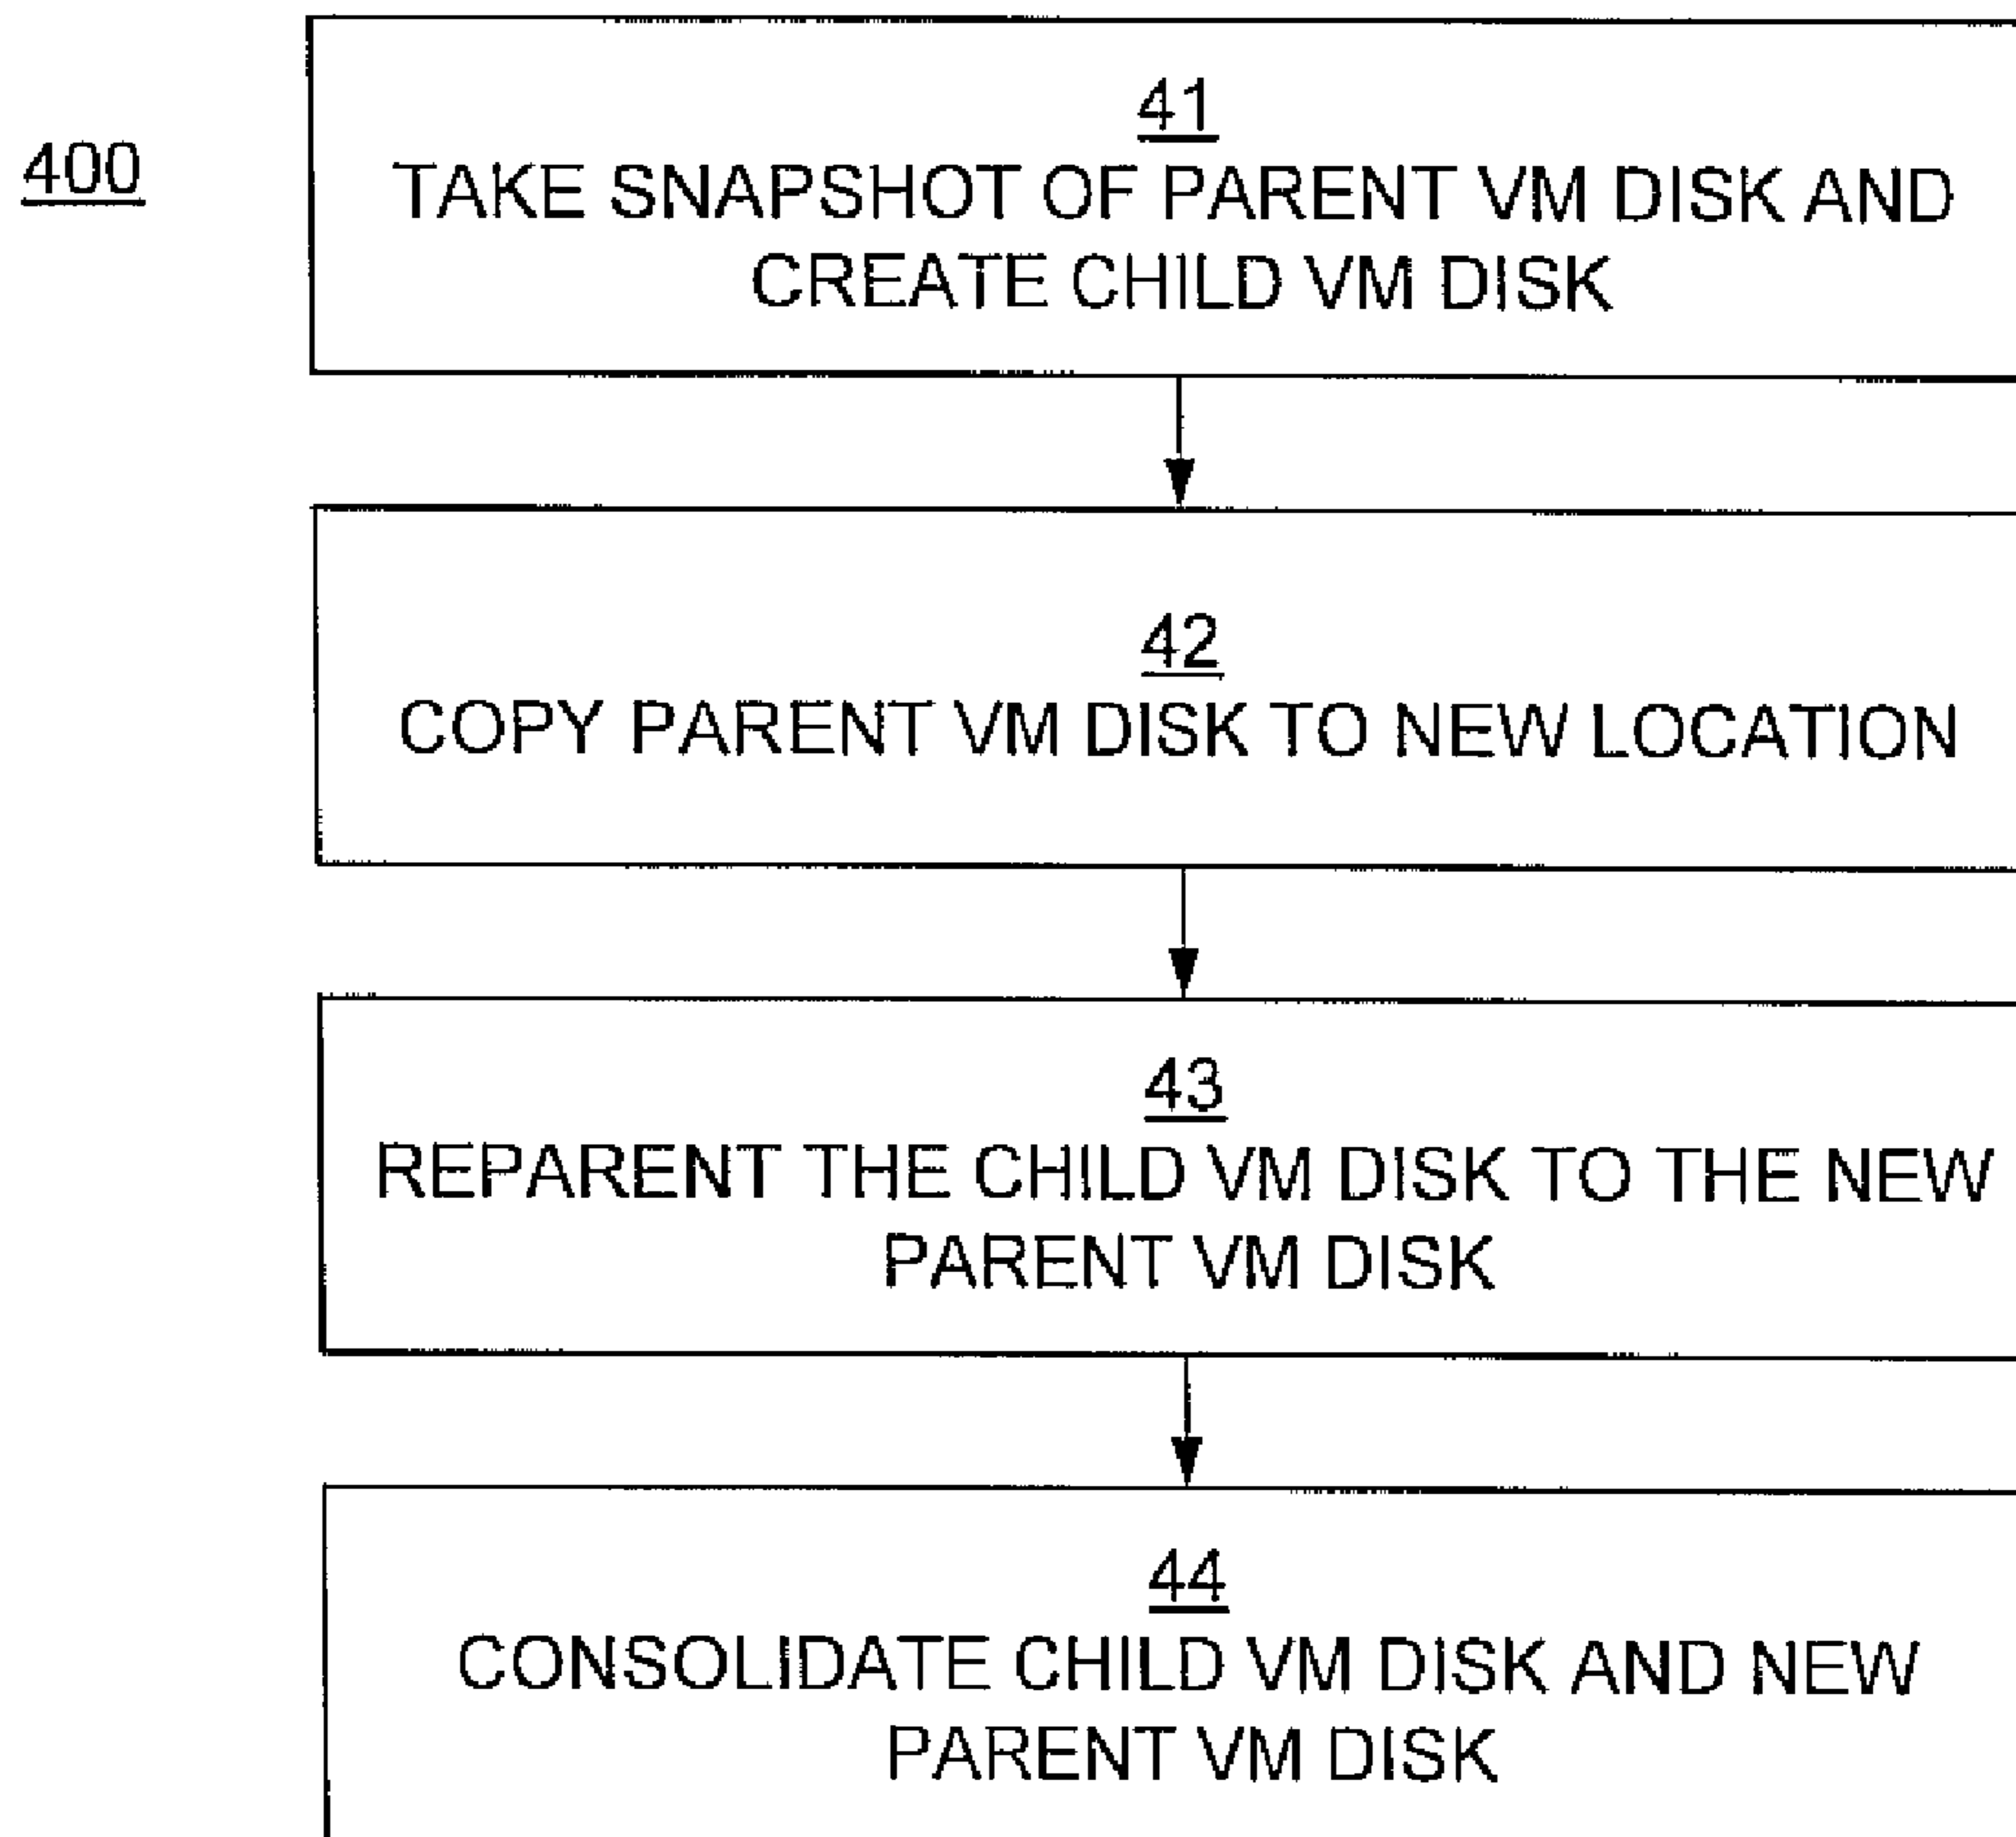 400
41
TAKE SNAPSHOT OF PARENT VM DISK AND
CREATE CHILD VM DISK
42
COPY PARENT VM DISK TO NEW LOCATION
43
REPARENT THE CHILD VM DISK TO THE NEW
PARENT VM DISK
44
CONSOLIDATE CHILD VM DISK AND NEW
PARENT VM DISK